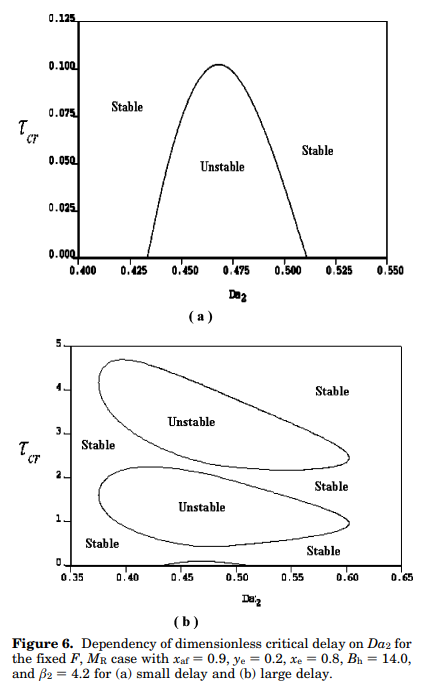 0.125
0.100
Stable
0.075
τcr
Stable
0.050
Unstable
0.025
0.000
0.400 0.425 0.450 0.475 0.500 0.525 0.550
Da2
( a )
5
4
Stable
Unstable
3
Stable
τcr
2
Stable
Unstable
1
Stable
Stable
0
0.35 0.40 0.45 0.50 0.55 0.60 0.65
Da2
( b )
Figure 6. Dependency of dimensionless critical delay on Da2 for
the fixed F, MR case with xaf = 0.9, ye = 0.2, xe = 0.8, Bh = 14.0,
and β2 = 4.2 for (a) small delay and (b) large delay.